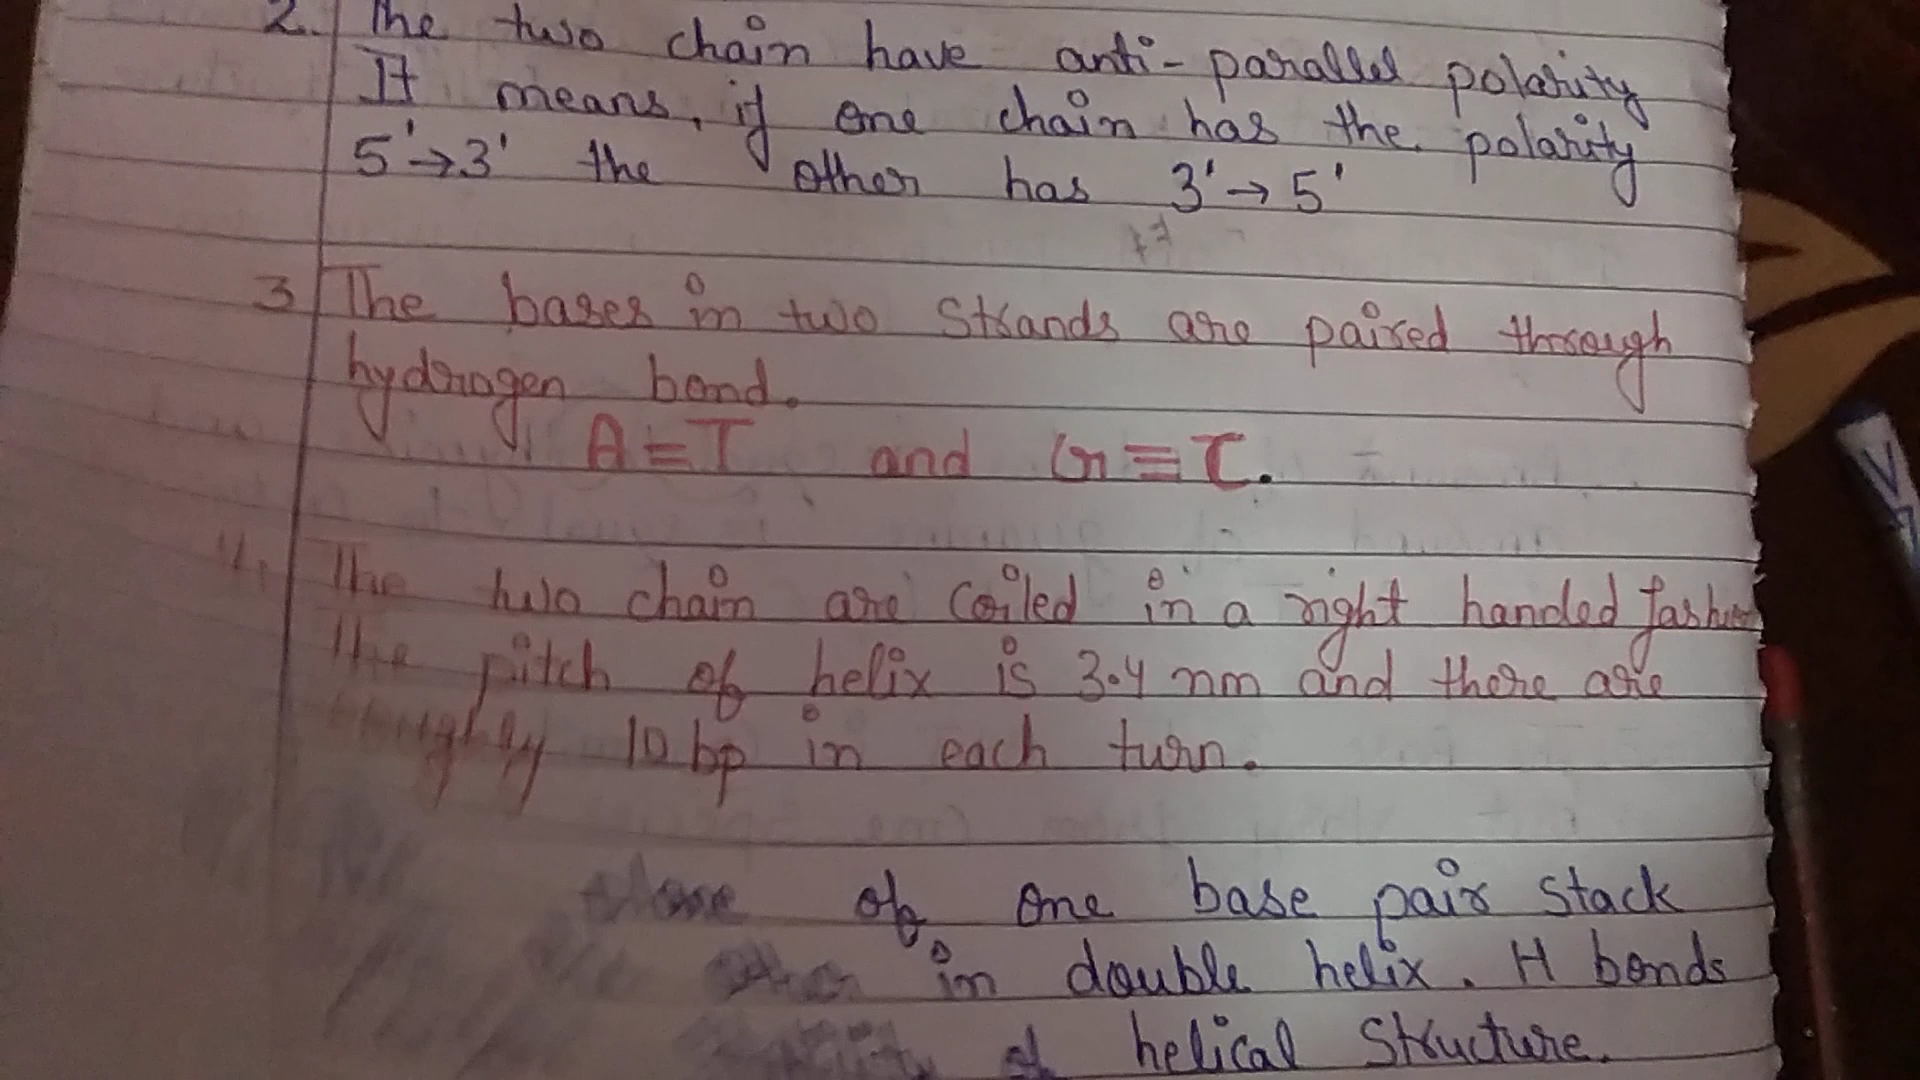 2. The two chain have anti-parallel polarity
It means, if one chain has the polarity
5'→3' the other has 3'→5'
3 The bases in two strands are paired through
hydrogen bond.
A=T and G≡C.
4. The two chain are coiled in a right handed fashion
The pitch of helix is 3.4 nm and there are
10 bp in each turn.
of one base pair stack
in double helix. H bonds
of helical structure.